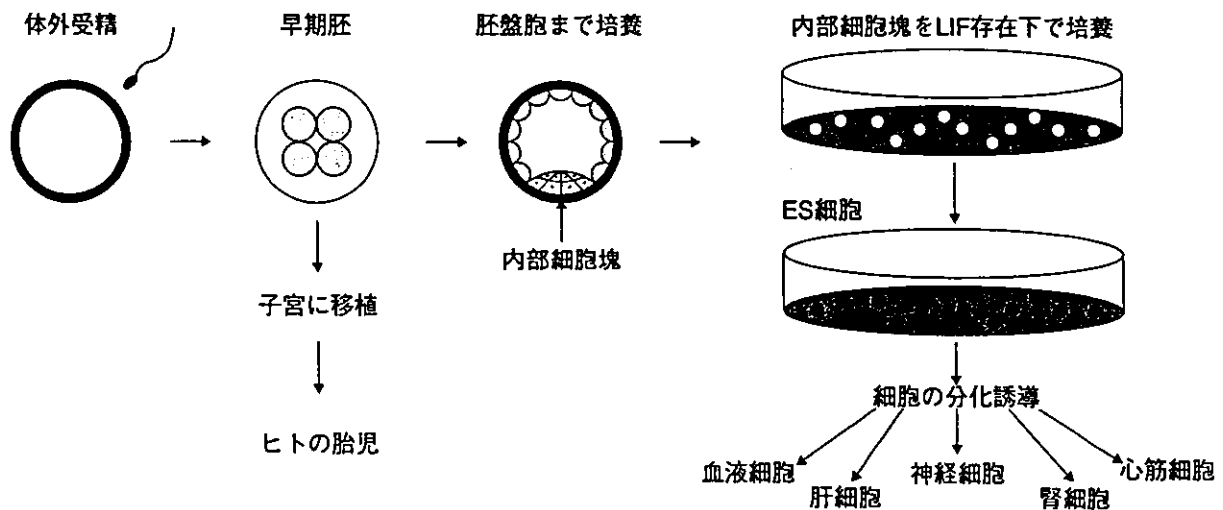 体外受精
早期胚
胚盤胞まで培養
内部細胞塊をLIF存在下で培養
内部細胞塊
ES細胞
子宮に移植
ヒトの胎児
細胞の分化誘導
血液細胞
肝細胞
神経細胞
腎細胞
心筋細胞